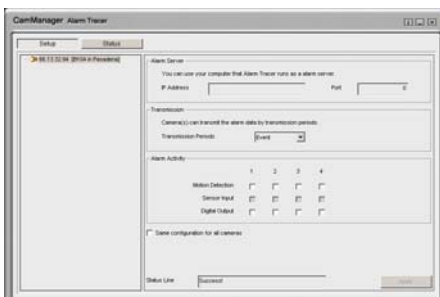 CamManager Alarm Tracer
Setup Status
Alarm Server
You can use your computer that Alarm Tracer runs as a alarm server.
IP Address Port 0
Transmission
Camera(s) can transmit the alarm data by transmission periods.
Transmission Periods Event
Alarm Activity
1 2 3 4
Motion Detection
Sensor Input
Digital Output
Same configuration for all cameras
Status Line Success!
Apply